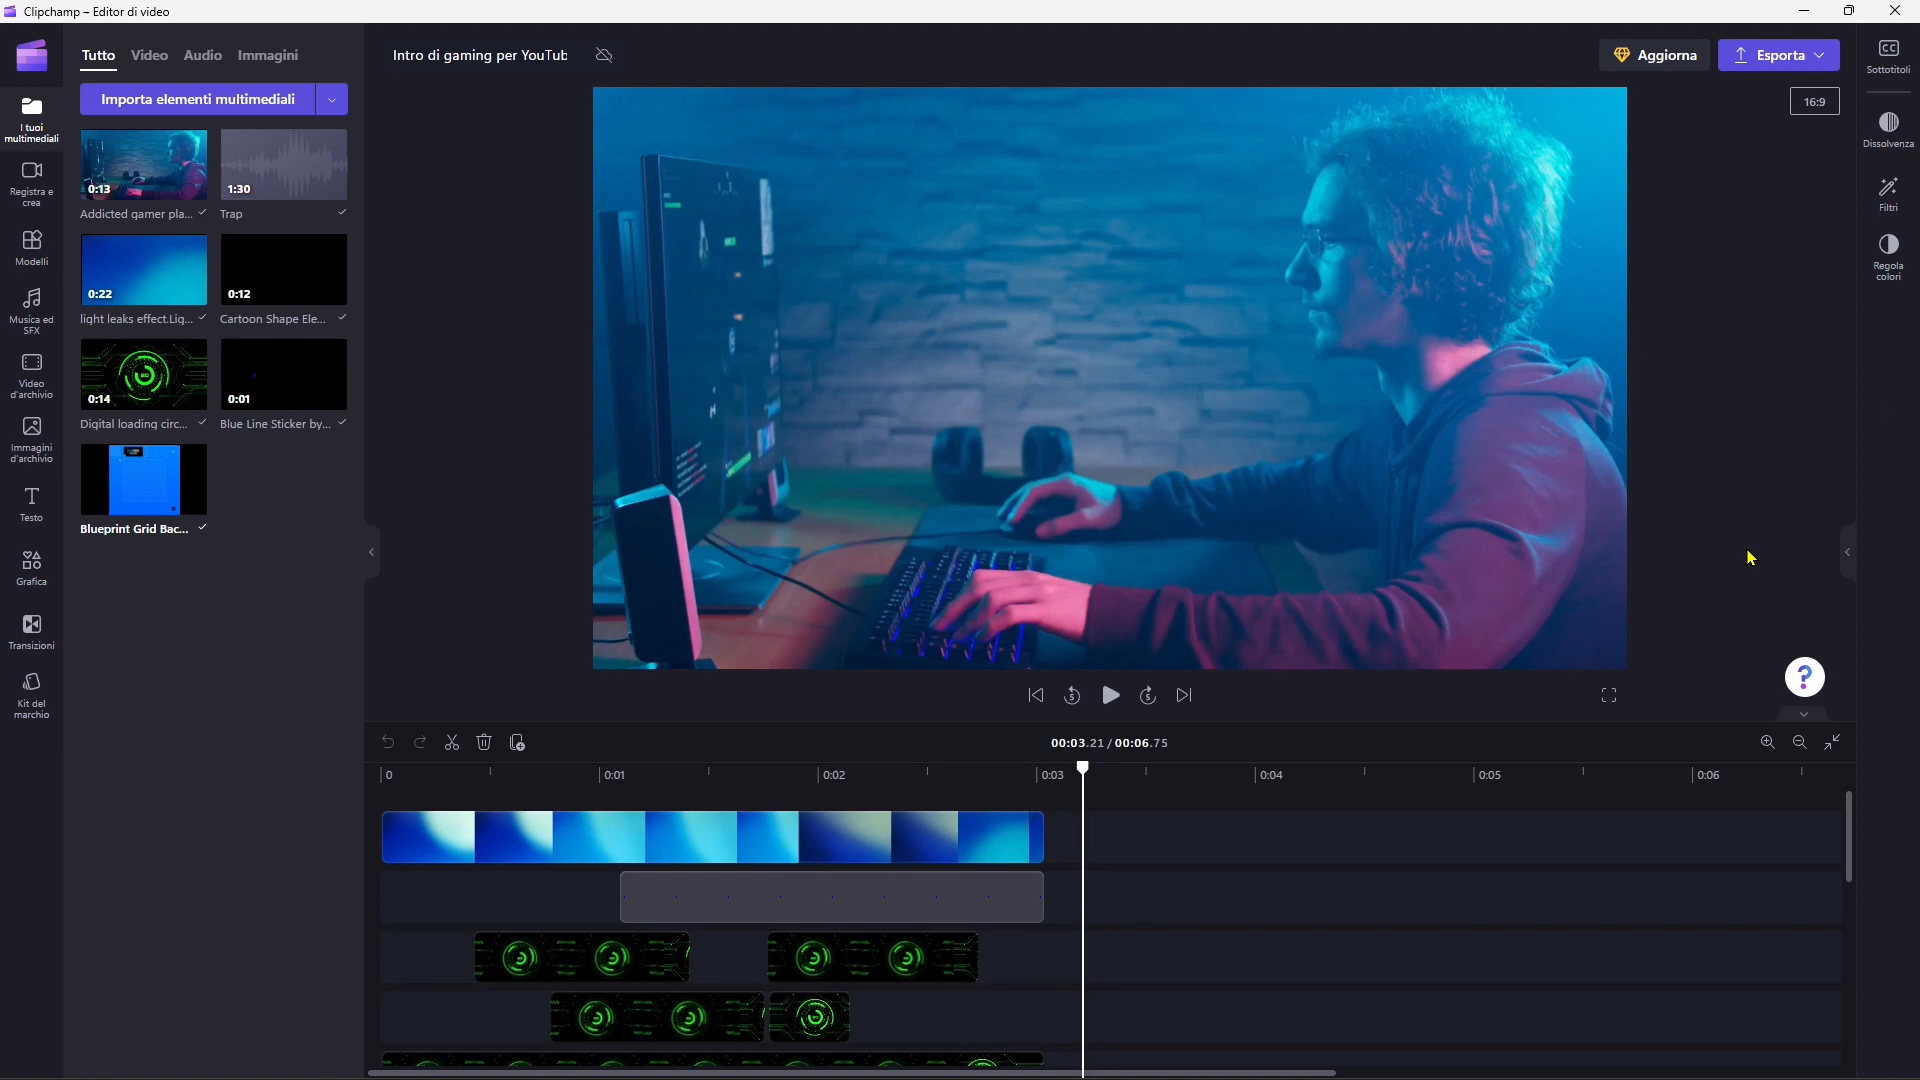 Clipchamp – Editor di video
Tutto
Video
Audio
Immagini
Intro di gaming per YouTub
Aggiorna
Esporta
Sottotitoli
16:9
Importa elementi multimediali
I tuoi
multimediali
Registra e
crea
Modelli
Musica ed
SFX
Video
d'archivio
Immagini
d'archivio
Testo
Grafica
Transizioni
Kit del
marchio
0:13
Addicted gamer pla...
1:30
Trap
0:22
light leaks effect.Lig...
0:12
Cartoon Shape Ele...
0:14
Digital loading circ...
0:01
Blue Line Sticker by...
Blueprint Grid Bac...
Dissolvenza
Filtri
Regola
colori
5
5
?
00:03.21 / 00:06.75
0
0:01
0:02
0:03
0:04
0:05
0:06